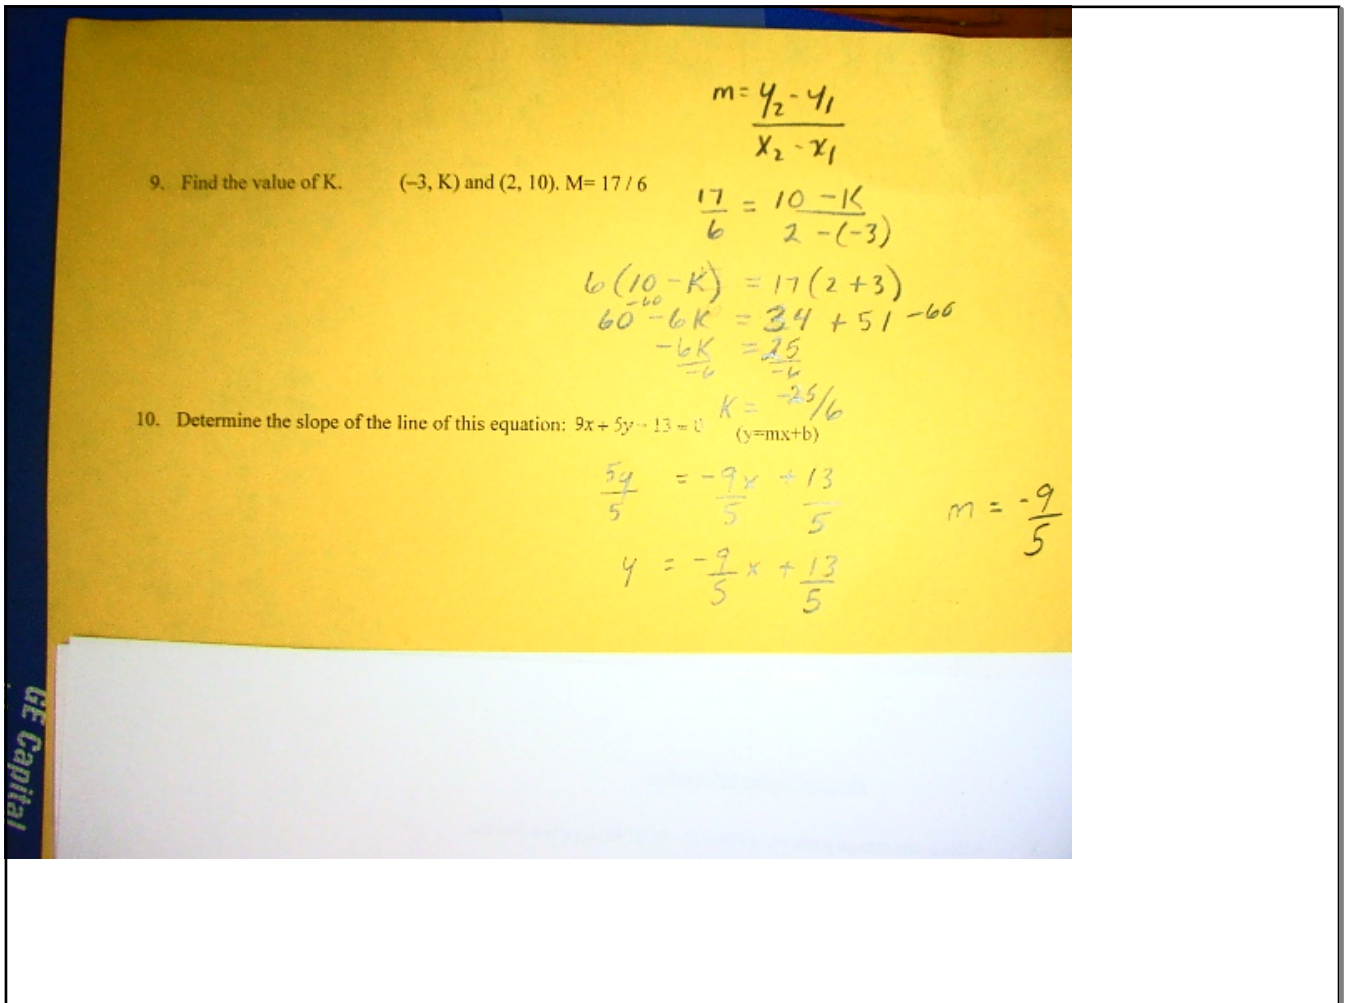 m = y₂ - y₁
x₂ - x₁
9. Find the value of K. (–3, K) and (2, 10). M= 17 / 6
17/6 = 10 - K / 2 - (-3)
6(10 - K) = 17(2 + 3)
-60
60 - 6K = 34 + 51 -60
-6K = 25
-6 -6
K = -25/6
10. Determine the slope of the line of this equation: 9x + 5y - 13 = 0 (y=mx+b)
5y/5 = -9x/5 + 13/5
m = -9/5
y = -9/5 x + 13/5
GE Capital